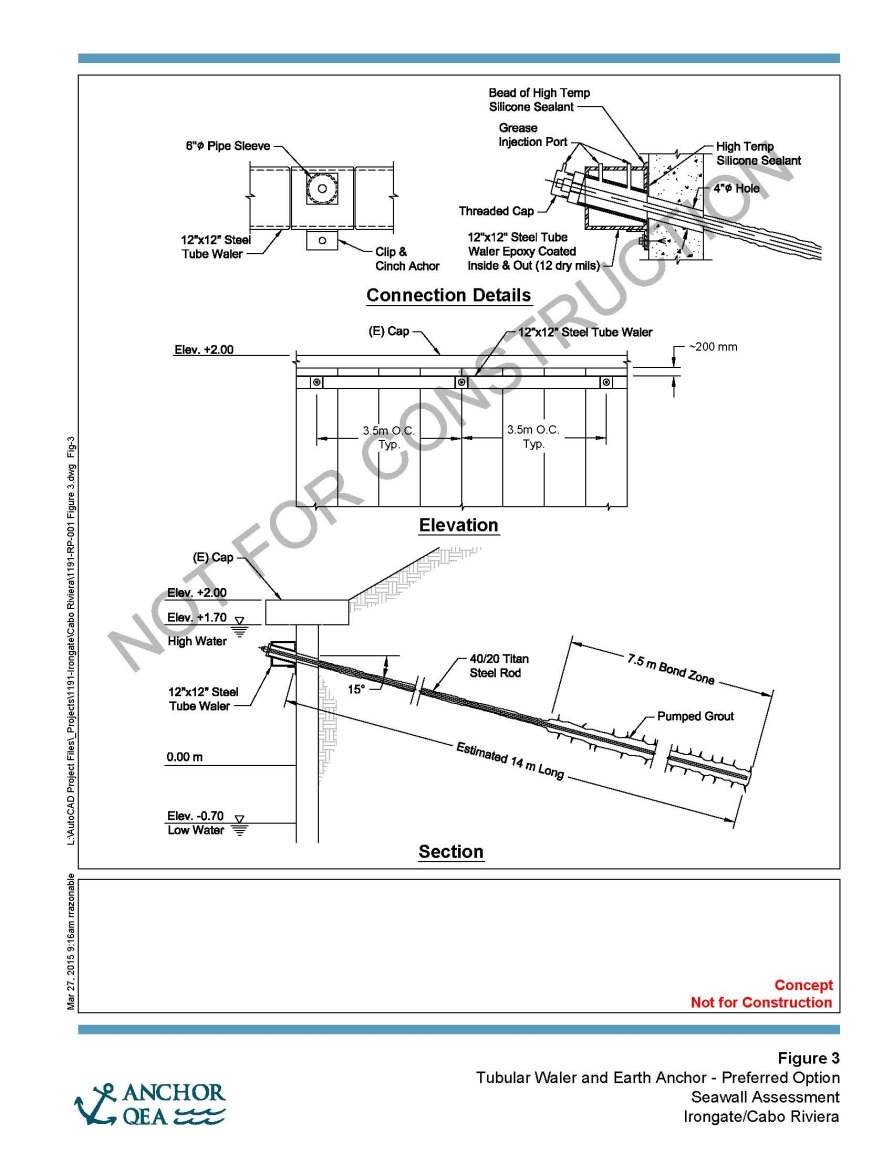 Bead of High Temp
Silicone Sealant
Grease
Injection Port
6"ø Pipe Sleeve
High Temp
Silicone Sealant
4"ø Hole
Threaded Cap
12"x12" Steel
Tube Waler
Clip &
Cinch Achor
12"x12" Steel Tube
Waler Epoxy Coated
Inside & Out (12 dry mils)
Connection Details
(E) Cap
12"x12" Steel Tube Waler
Elev. +2.00
~200 mm
3.5m O.C.
Typ.
3.5m O.C.
Typ.
Elevation
(E) Cap
Elev. +2.00
Elev. +1.70
High Water
40/20 Titan
Steel Rod
7.5 m Bond Zone
15°
12"x12" Steel
Tube Waler
Pumped Grout
Estimated 14 m Long
0.00 m
Elev. -0.70
Low Water
Section
NOT FOR CONSTRUCTION
L:\AutoCAD Project Files\_Projects\1191-Irongate\Cabo Riviera\1191-RP-001 Figure 3.dwg Fig-3
Mar 27, 2015 9:16am rrazonable
Concept
Not for Construction
Figure 3
Tubular Waler and Earth Anchor - Preferred Option
Seawall Assessment
Irongate/Cabo Riviera
ANCHOR
QEA